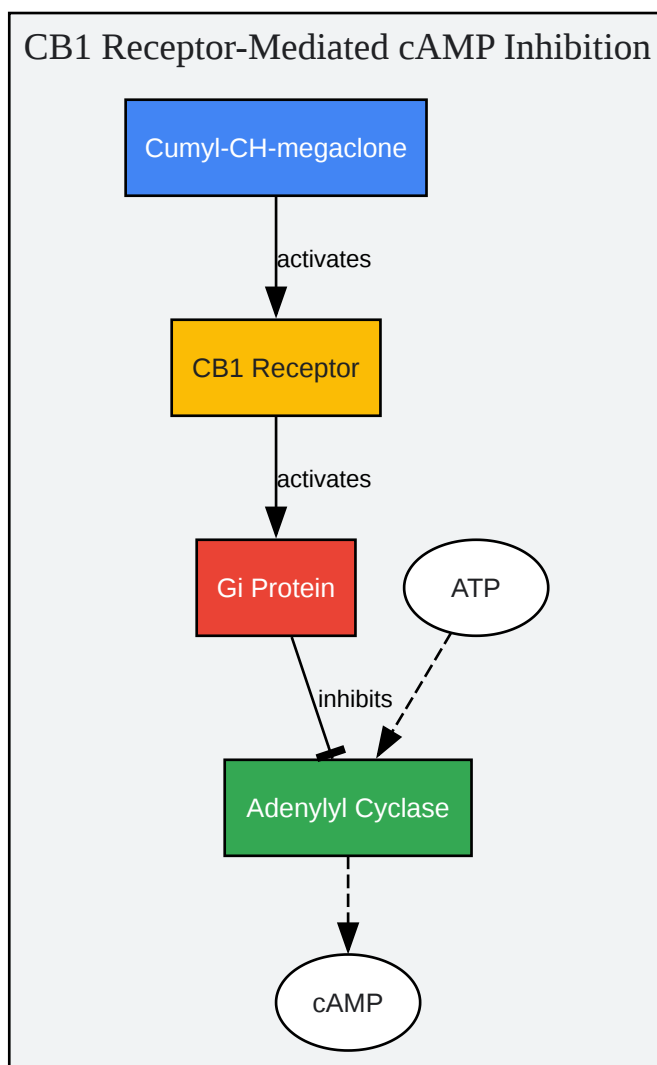 CB1 Receptor-Mediated cAMP Inhibition
Cumyl-CH-megaclone
activates
CB1 Receptor
activates
Gi Protein
ATP
inhibits
Adenylyl Cyclase
cAMP